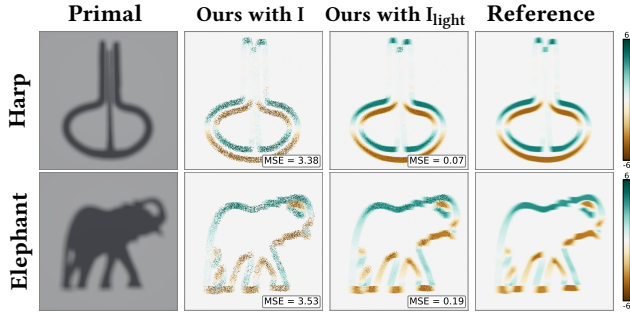 Primal Ours with I Ours with I_light Reference
Harp
6
MSE = 3.38
MSE = 0.07
-6
Elephant
6
MSE = 3.53
MSE = 0.19
-6